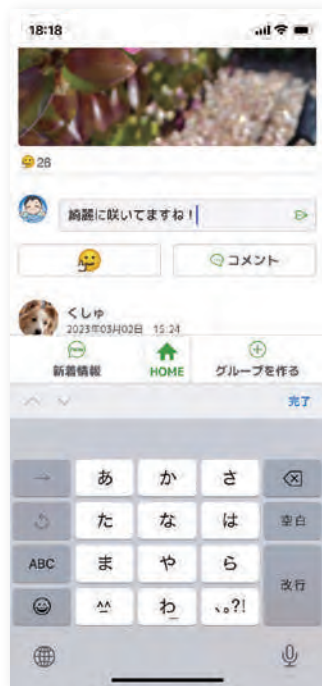 18:18
26
綺麗に咲いてますね！
コメント
くしゅ
2023年03月02日 15:24
新着情報 HOME グループを作る
完了
→ あ か さ
た な は 空白
ABC ま や ら 改行
^^ わ_ 、。?!